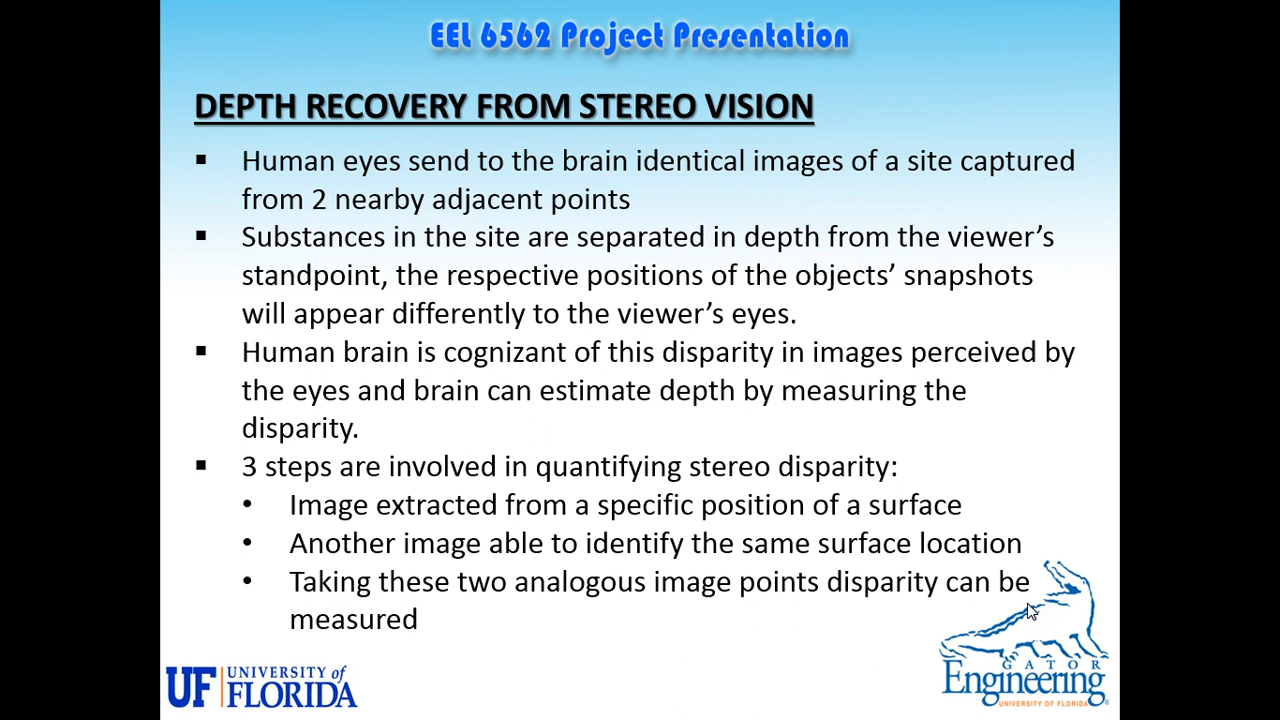 EEL 6562 Project Presentation
DEPTH RECOVERY FROM STEREO VISION
▪ Human eyes send to the brain identical images of a site captured
from 2 nearby adjacent points
▪ Substances in the site are separated in depth from the viewer’s
standpoint, the respective positions of the objects’ snapshots
will appear differently to the viewer’s eyes.
▪ Human brain is cognizant of this disparity in images perceived by
the eyes and brain can estimate depth by measuring the
disparity.
▪ 3 steps are involved in quantifying stereo disparity:
• Image extracted from a specific position of a surface
• Another image able to identify the same surface location
• Taking these two analogous image points disparity can be
measured
UF UNIVERSITY of
FLORIDA
GATOR
Engineering
UNIVERSITY OF FLORIDA